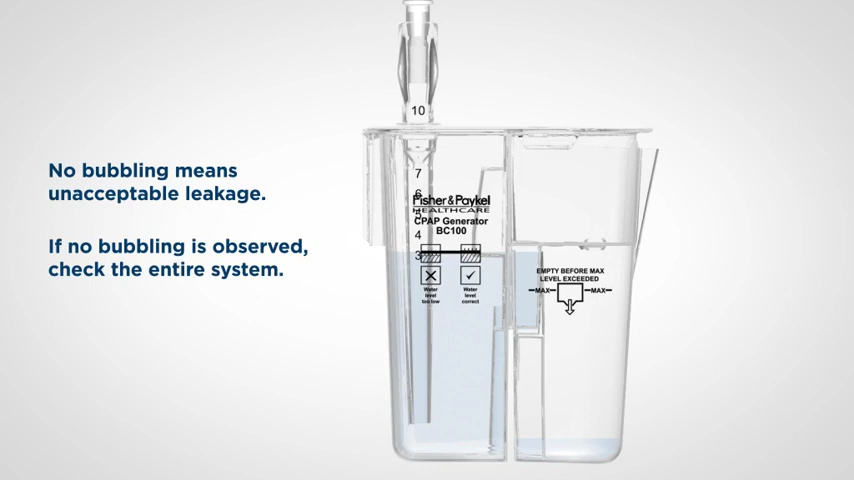 No bubbling means
unacceptable leakage.
If no bubbling is observed,
check the entire system.
10
7
6
5
4
3
Fisher & Paykel
HEALTHCARE
CPAP Generator
BC100
Water
level
too low
Water
level
correct
EMPTY BEFORE MAX
LEVEL EXCEEDED
MAX
MAX